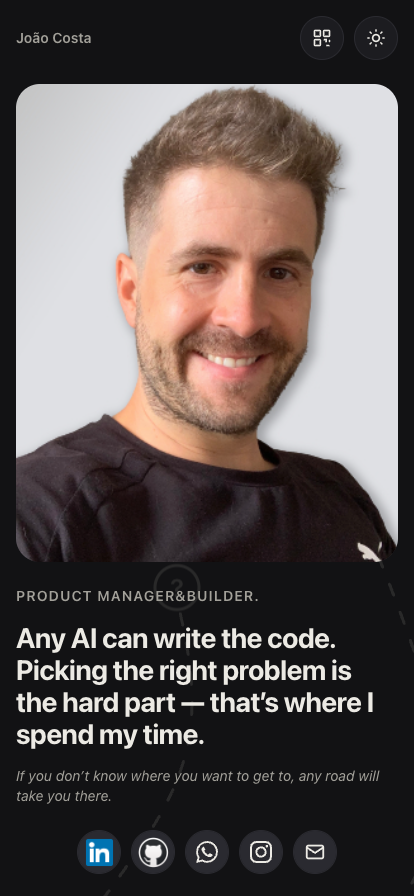 João Costa
PRODUCT MANAGER&BUILDER.
Any AI can write the code.
Picking the right problem is
the hard part — that’s where I
spend my time.
If you don’t know where you want to get to, any road will
take you there.
in